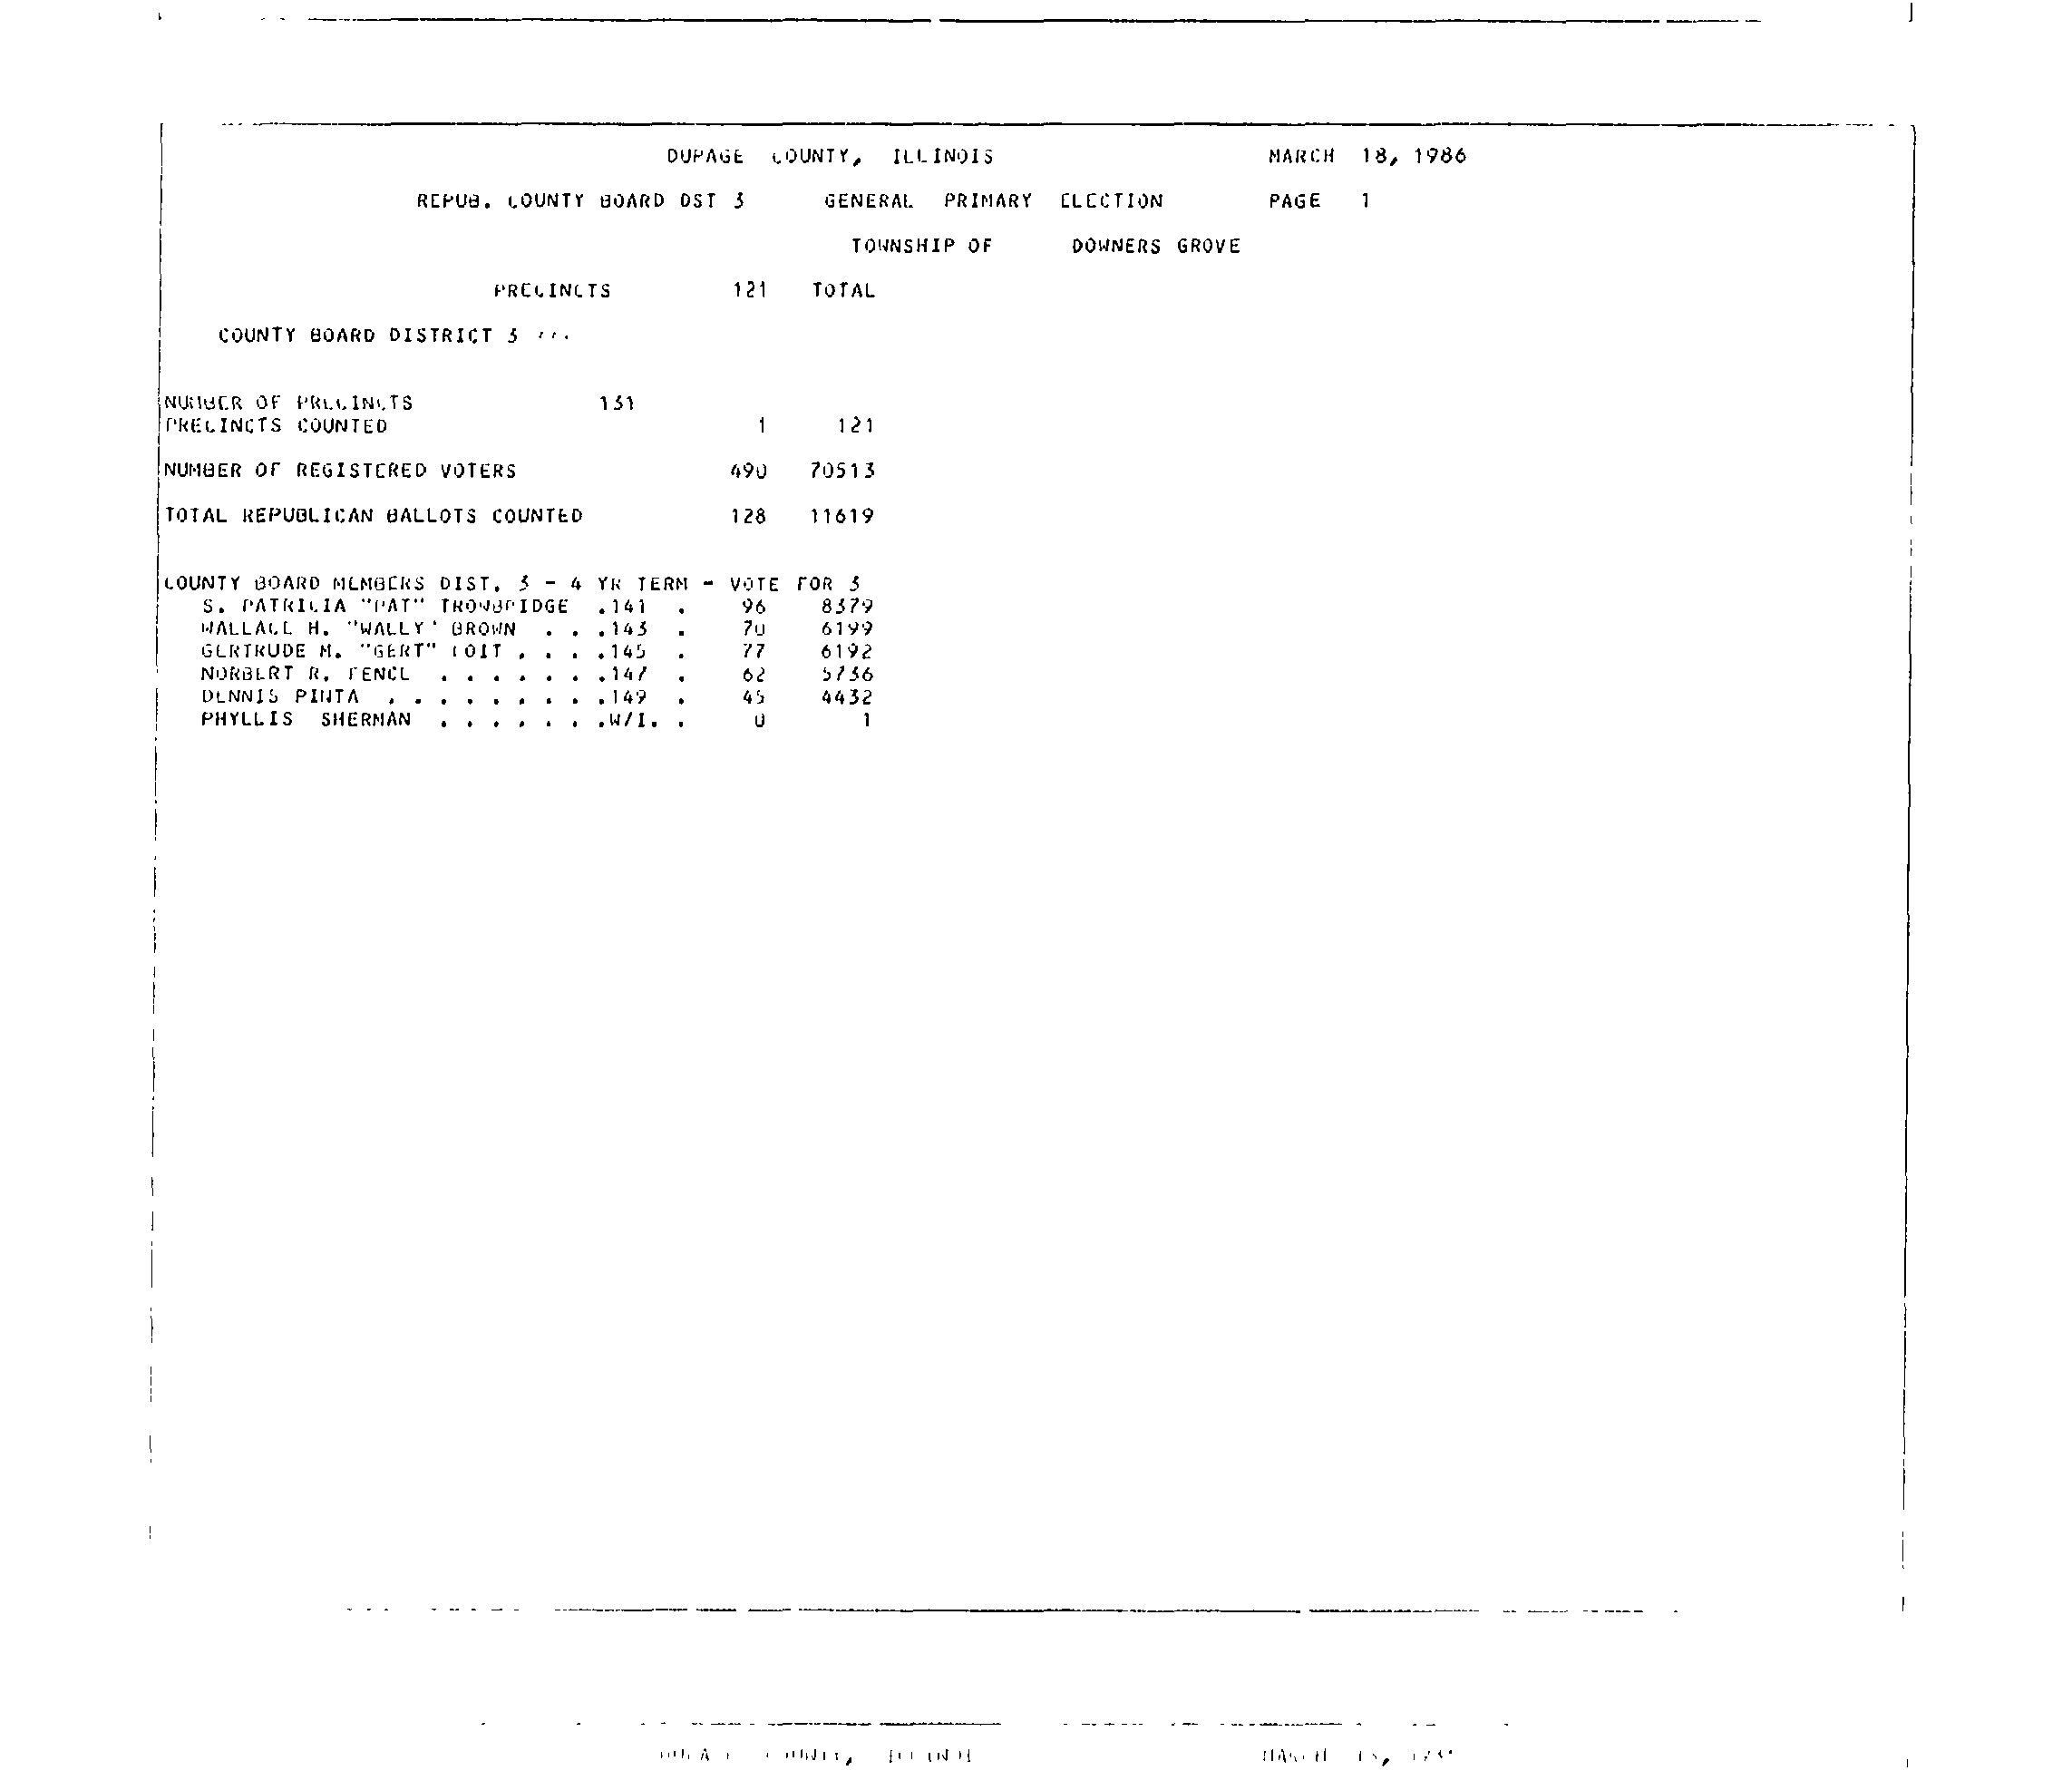 DUPAGE COUNTY, ILLINOIS MARCH 18, 1986
REPUB. COUNTY BOARD DST 3 GENERAL PRIMARY ELECTION PAGE 1
TOWNSHIP OF DOWNERS GROVE
PRECINCTS 121 TOTAL
COUNTY BOARD DISTRICT 3
NUMBER OF PRECINCTS 131
PRECINCTS COUNTED 1 121
NUMBER OF REGISTERED VOTERS 490 70513
TOTAL REPUBLICAN BALLOTS COUNTED 128 11619
COUNTY BOARD MEMBERS DIST. 3 - 4 YR TERM - VOTE FOR 3
S. PATRICIA "PAT" TROWBRIDGE .141 . 96 8379
WALLACE H. "WALLY" BROWN . . .143 . 70 6199
GERTRUDE M. "GERT" . . . .145 . 77 6192
NORBERT R. FENCL . . . . . . .147 . 62 5736
DENNIS PINTA . . . . . . . . .149 . 45 4432
PHYLLIS SHERMAN . . . . . . .W/I. . 0 1